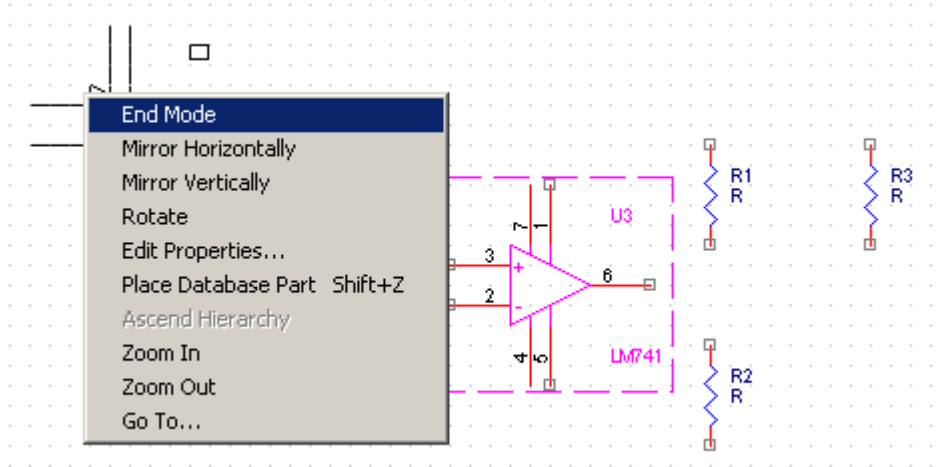 End Mode
Mirror Horizontally
Mirror Vertically
Rotate
Edit Properties...
Place Database Part Shift+Z
Ascend Hierarchy
Zoom In
Zoom Out
Go To...
U3
7 1
3
+
6
2
-
4 5
LM741
R1
R
R3
R
R2
R